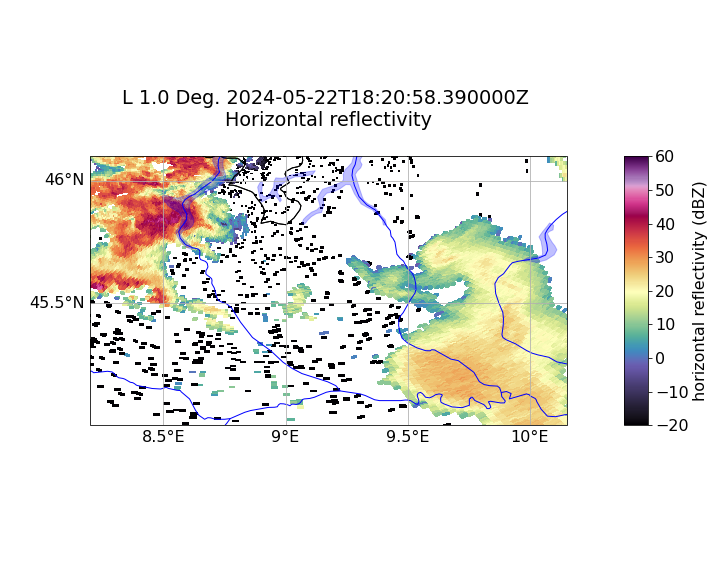 L 1.0 Deg. 2024-05-22T18:20:58.390000Z
Horizontal reflectivity
46°N
45.5°N
8.5°E
9°E
9.5°E
10°E
60
50
40
30
20
10
0
−10
−20
horizontal reflectivity (dBZ)